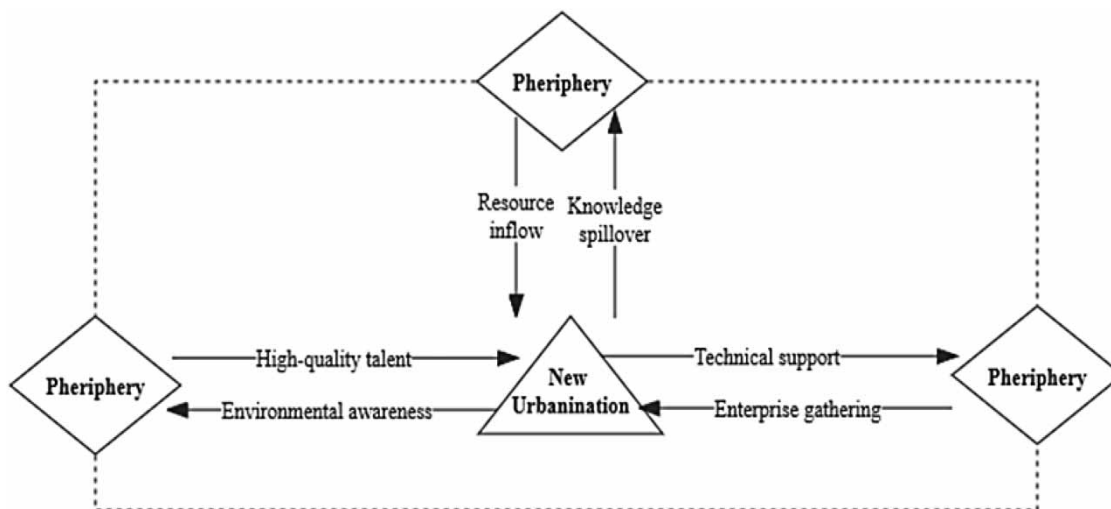 Pheriphery
Resource
inflow
Knowledge
spillover
High-quality talent
Technical support
Pheriphery
New
Urbanination
Pheriphery
Environmental awareness
Enterprise gathering